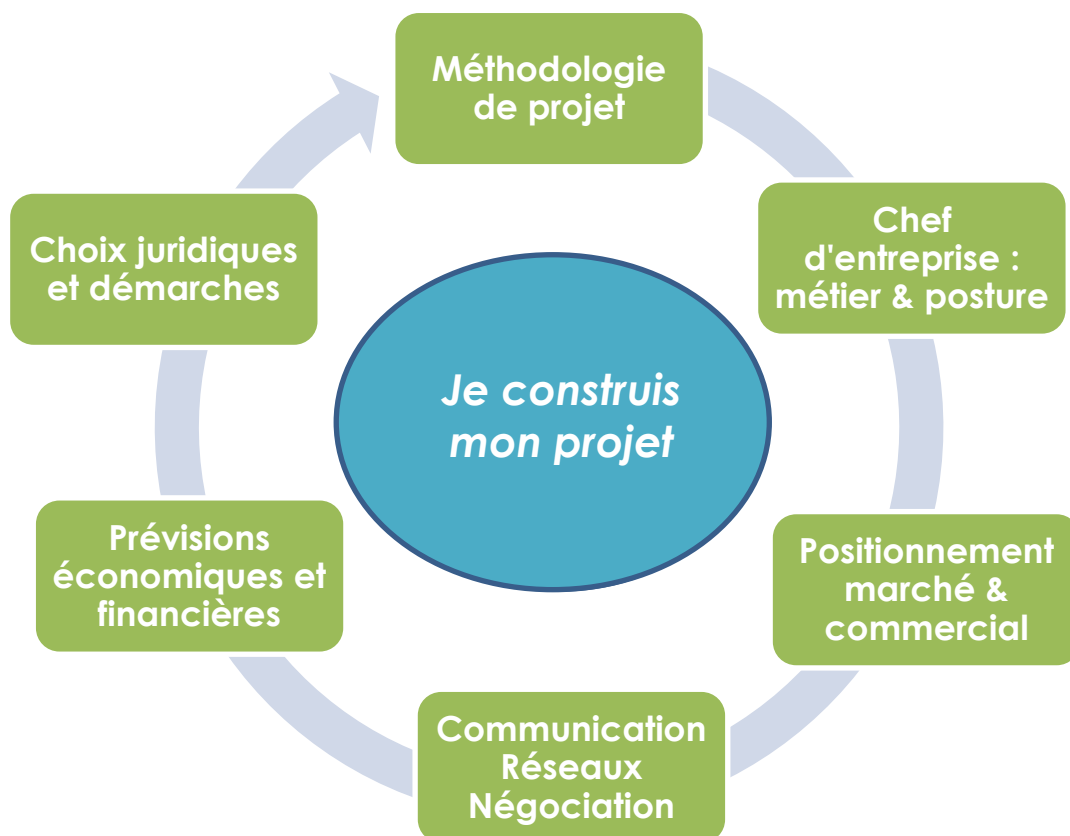 Méthodologie
de projet
Chef
d'entreprise :
métier & posture
Positionnement
marché &
commercial
Communication
Réseaux
Négociation
Prévisions
économiques et
financières
Choix juridiques
et démarches
Je construis
mon projet